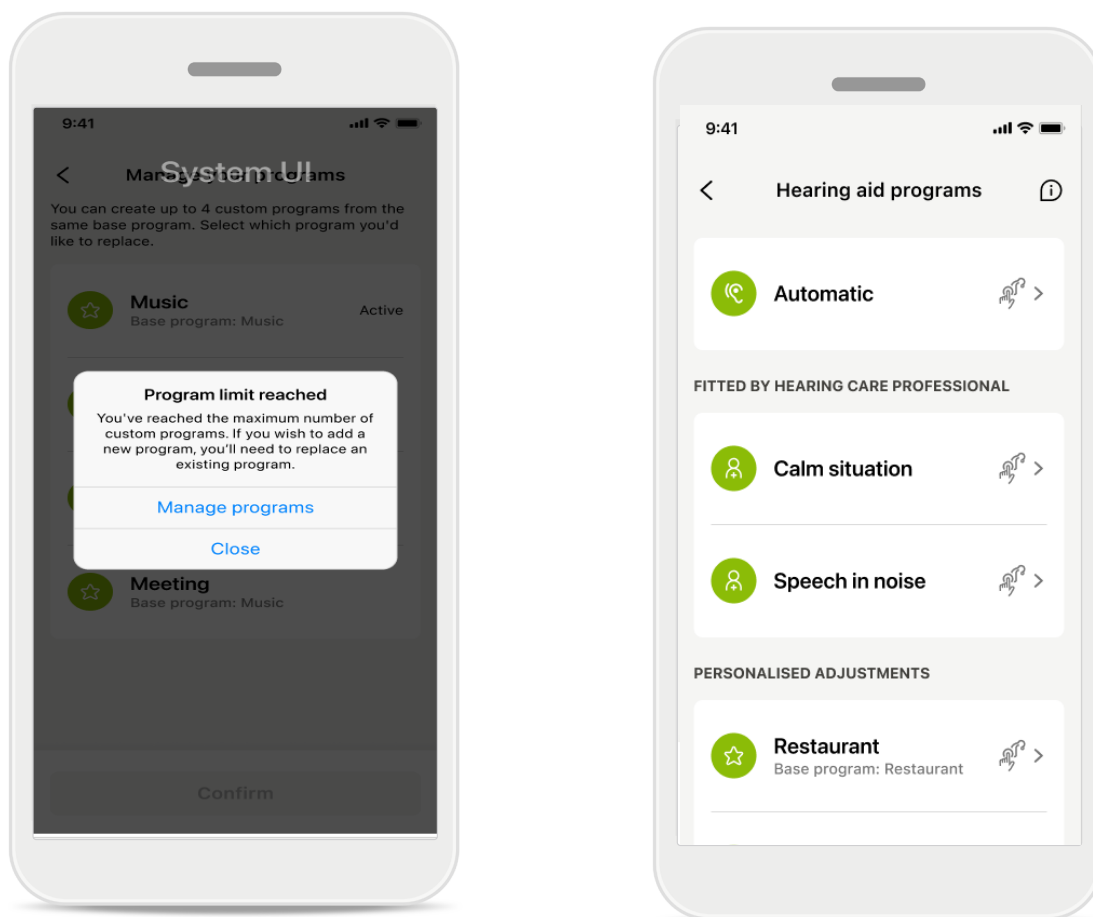 9:41
System UI
Manage your programs
You can create up to 4 custom programs from the
same base program. Select which program you'd
like to replace.
Music
Base program: Music
Active
Program limit reached
You've reached the maximum number of
custom programs. If you wish to add a
new program, you'll need to replace an
existing program.
Manage programs
Close
Meeting
Base program: Music
Confirm
9:41
Hearing aid programs
Automatic
FITTED BY HEARING CARE PROFESSIONAL
Calm situation
Speech in noise
PERSONALISED ADJUSTMENTS
Restaurant
Base program: Restaurant